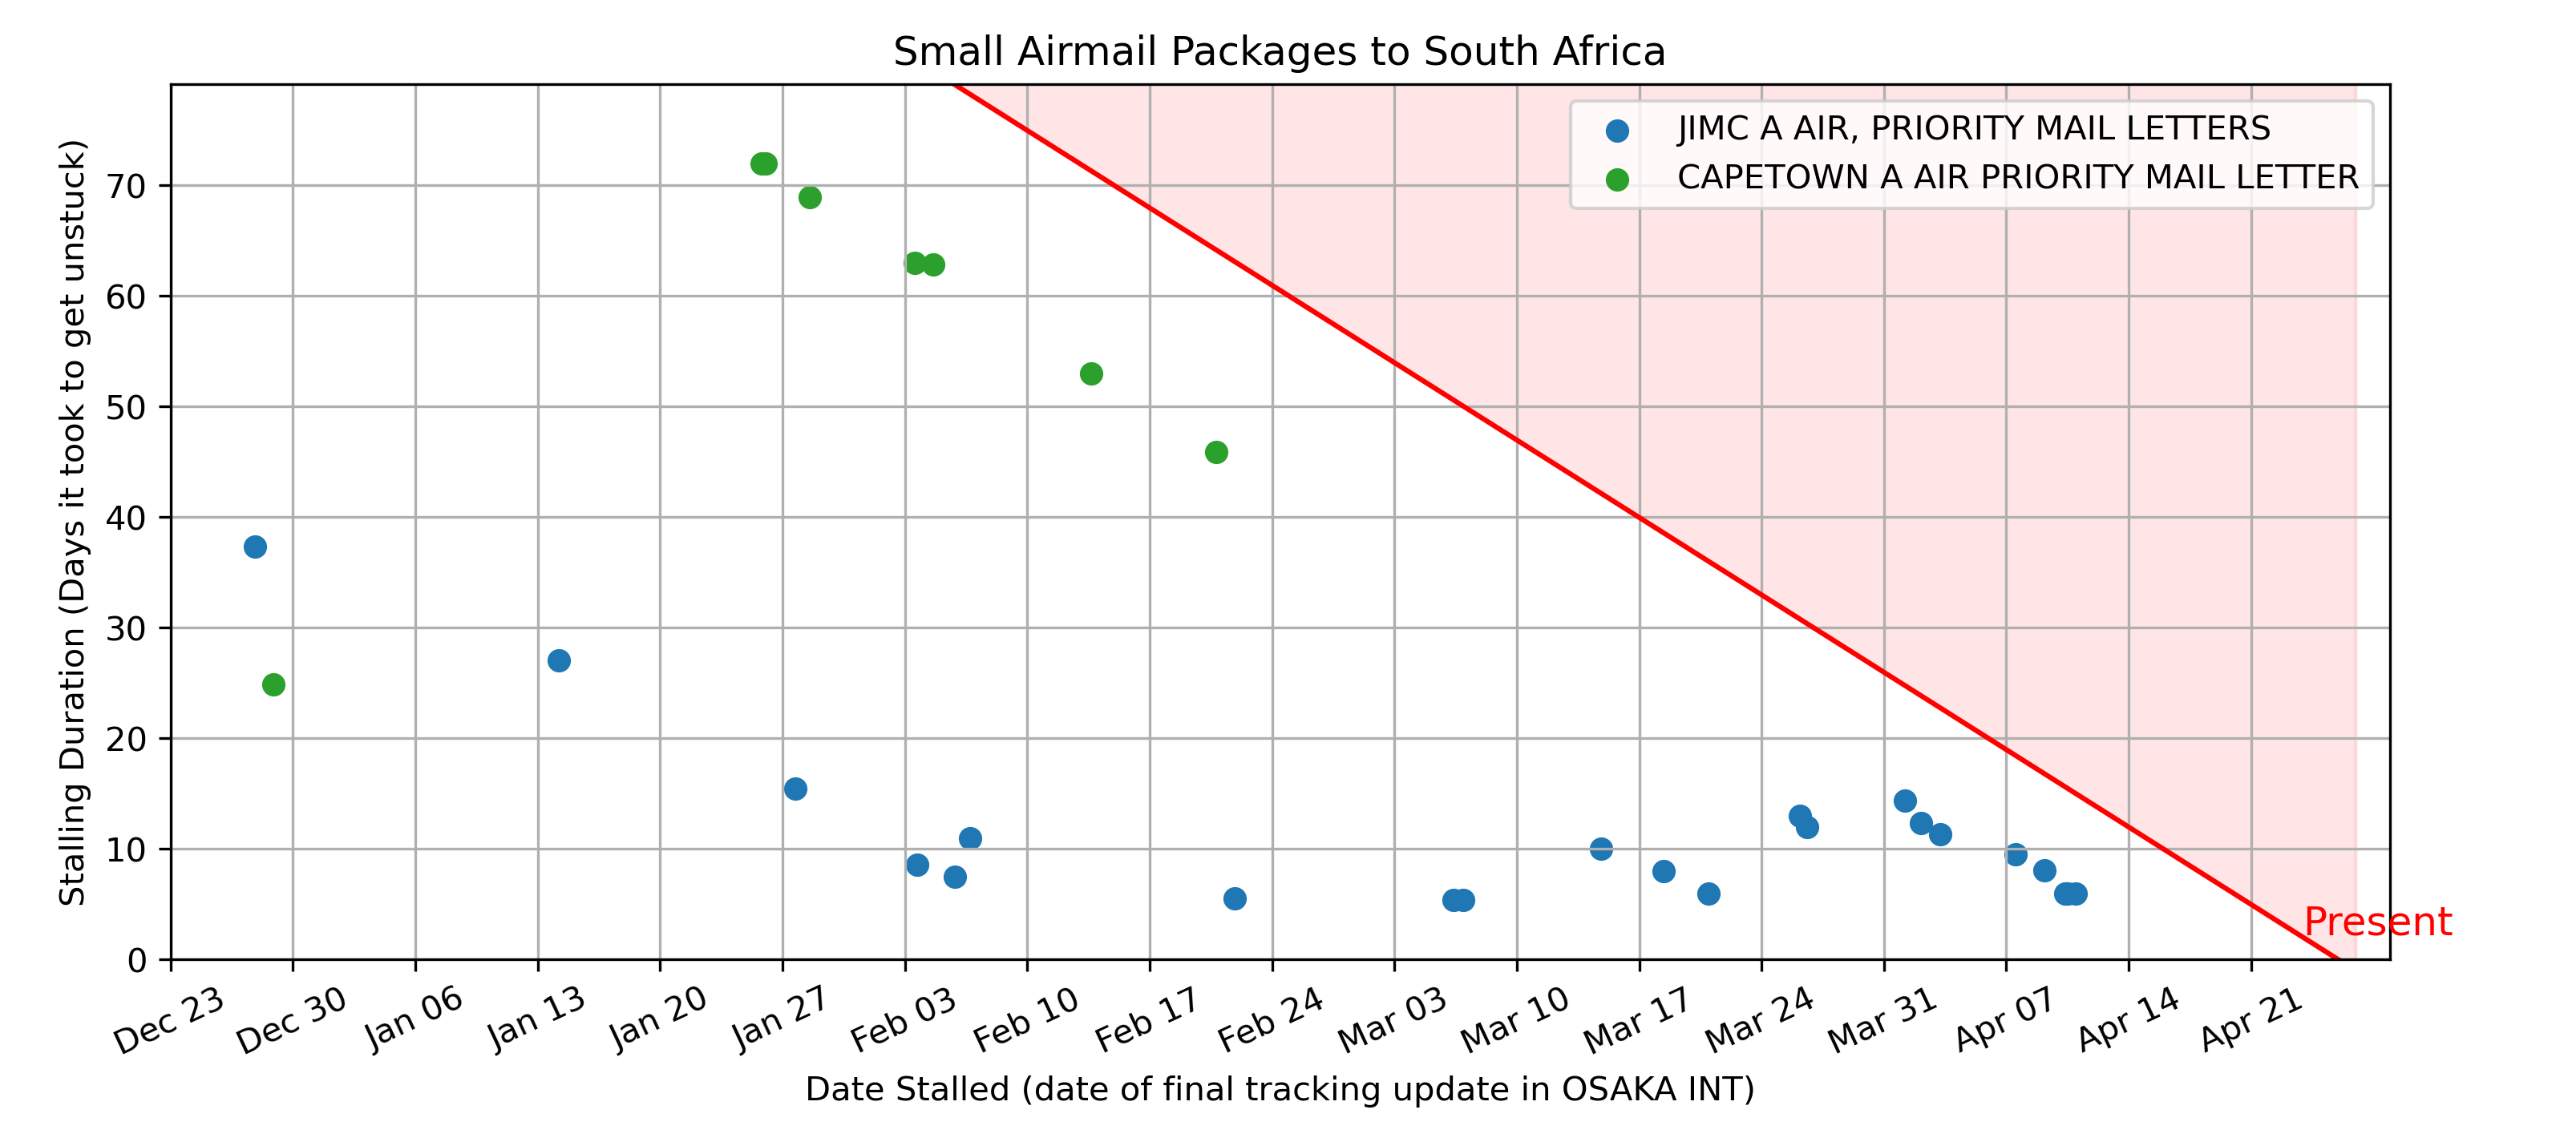 Small Airmail Packages to South Africa
JIMC A AIR, PRIORITY MAIL LETTERS
CAPETOWN A AIR PRIORITY MAIL LETTER
Stalling Duration (Days it took to get unstuck)
70
60
50
40
30
20
10
0
Present
Dec 23
Dec 30
Jan 06
Jan 13
Jan 20
Jan 27
Feb 03
Feb 10
Feb 17
Feb 24
Mar 03
Mar 10
Mar 17
Mar 24
Mar 31
Apr 07
Apr 14
Apr 21
Date Stalled (date of final tracking update in OSAKA INT)